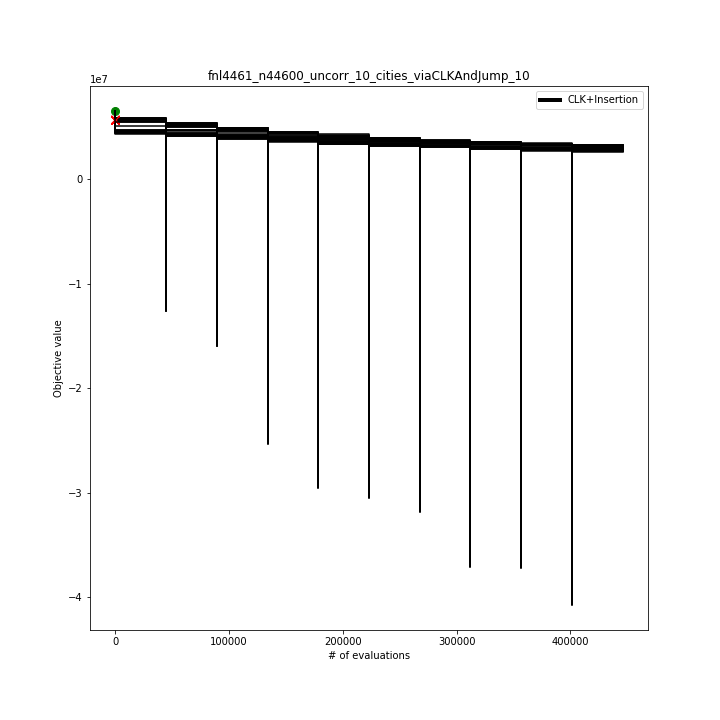 fnl4461_n44600_uncorr_10_cities_viaCLKAndJump_10
1e7
CLK+Insertion
0
−1
−2
−3
−4
Objective value
0 100000 200000 300000 400000
# of evaluations